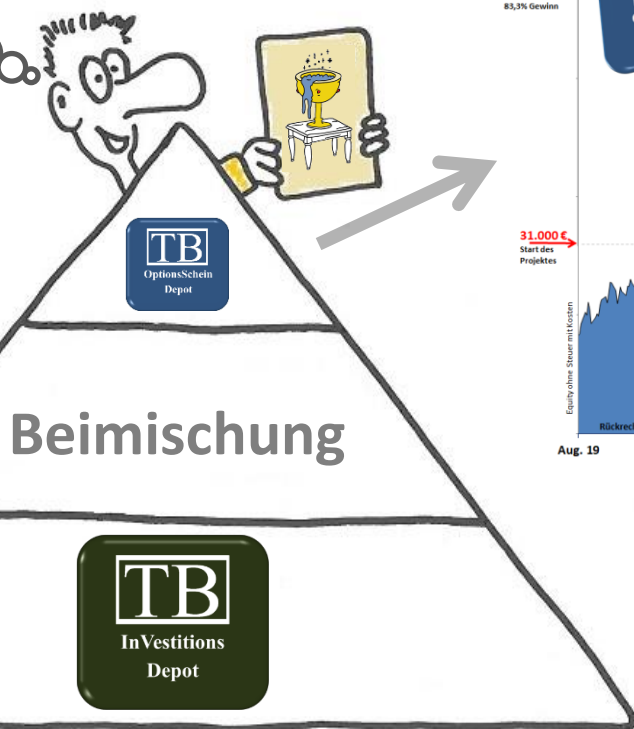 83,3% Gewinn
TB
OptionsSchein
Depot
31.000 €
Start des
Projektes
Equity ohne Steuer mit Kosten
Beimischung
Aug. 19
TB
InVestitions
Depot